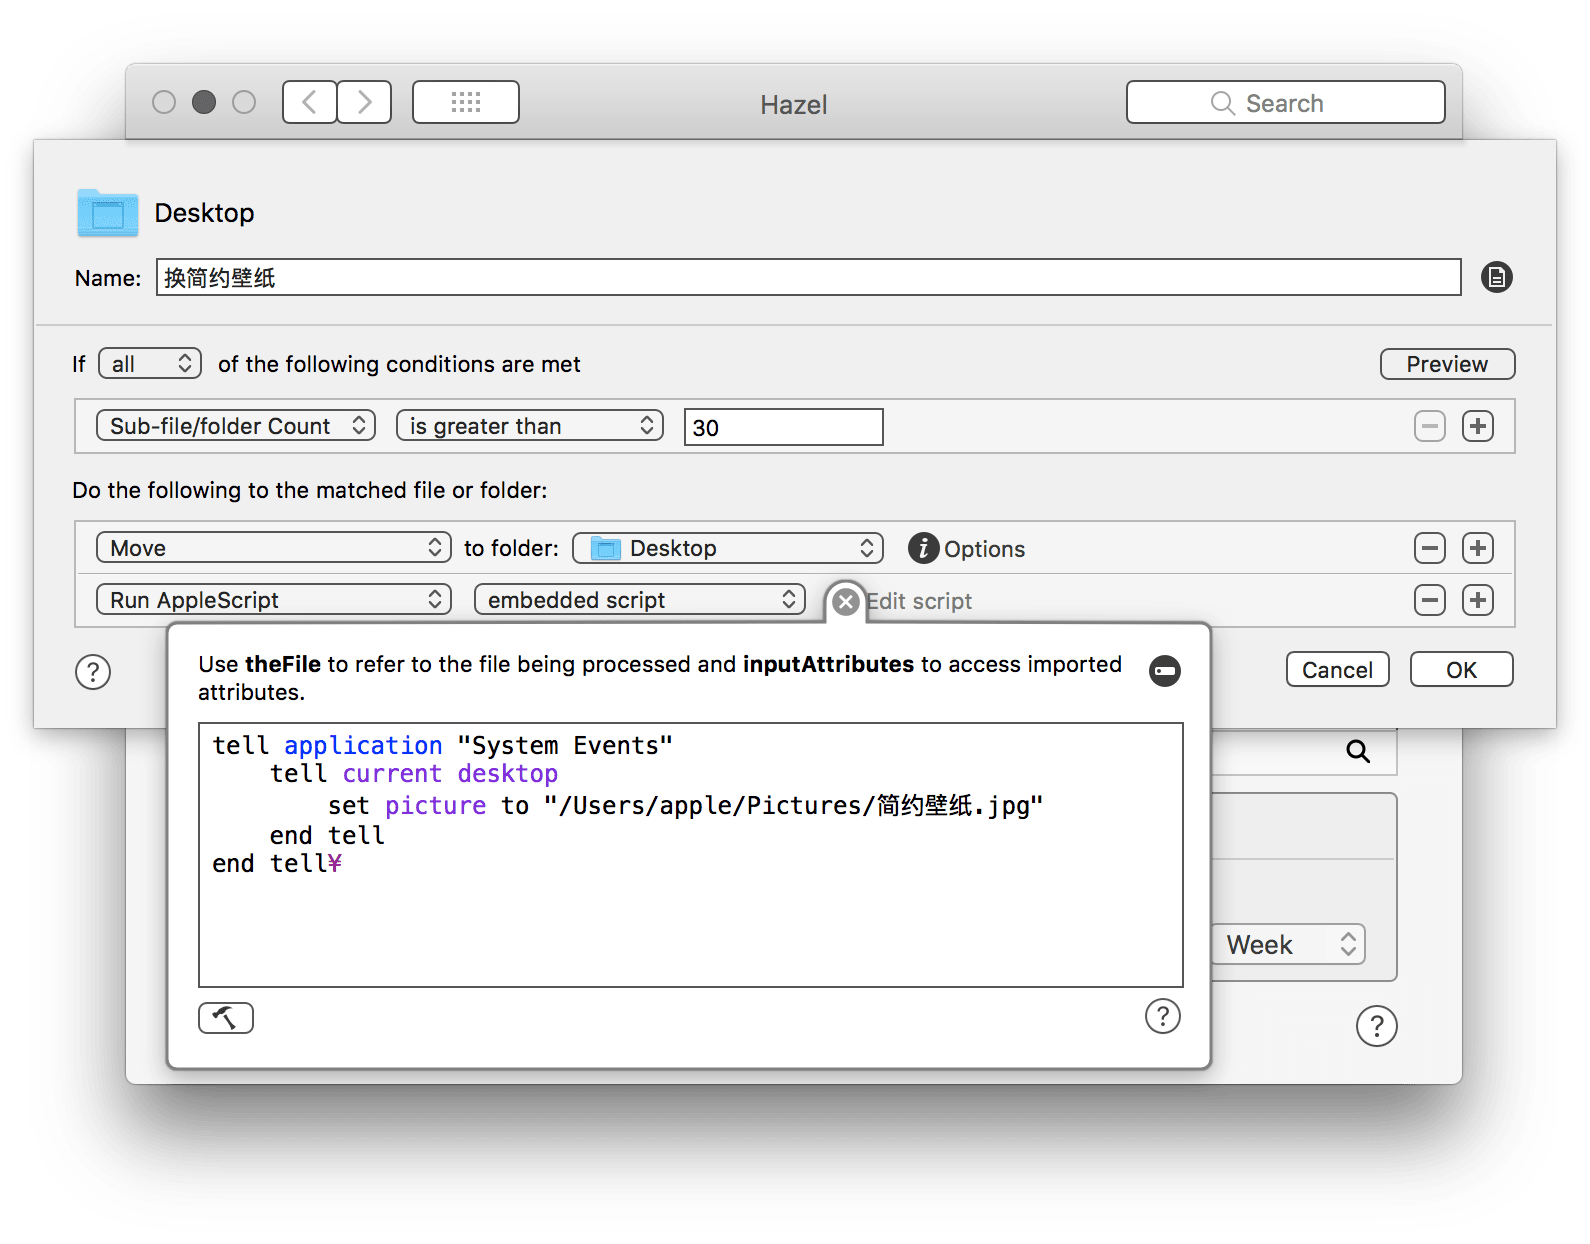 Hazel
Search
Desktop
Name: 换简约壁纸
If all of the following conditions are met
Preview
Sub-file/folder Count is greater than 30
Do the following to the matched file or folder:
Move to folder: Desktop Options
Run AppleScript embedded script Edit script
Use theFile to refer to the file being processed and inputAttributes to access imported
attributes.
Cancel OK
tell application "System Events"
tell current desktop
set picture to "/Users/apple/Pictures/简约壁纸.jpg"
end tell
end tell¥
Week